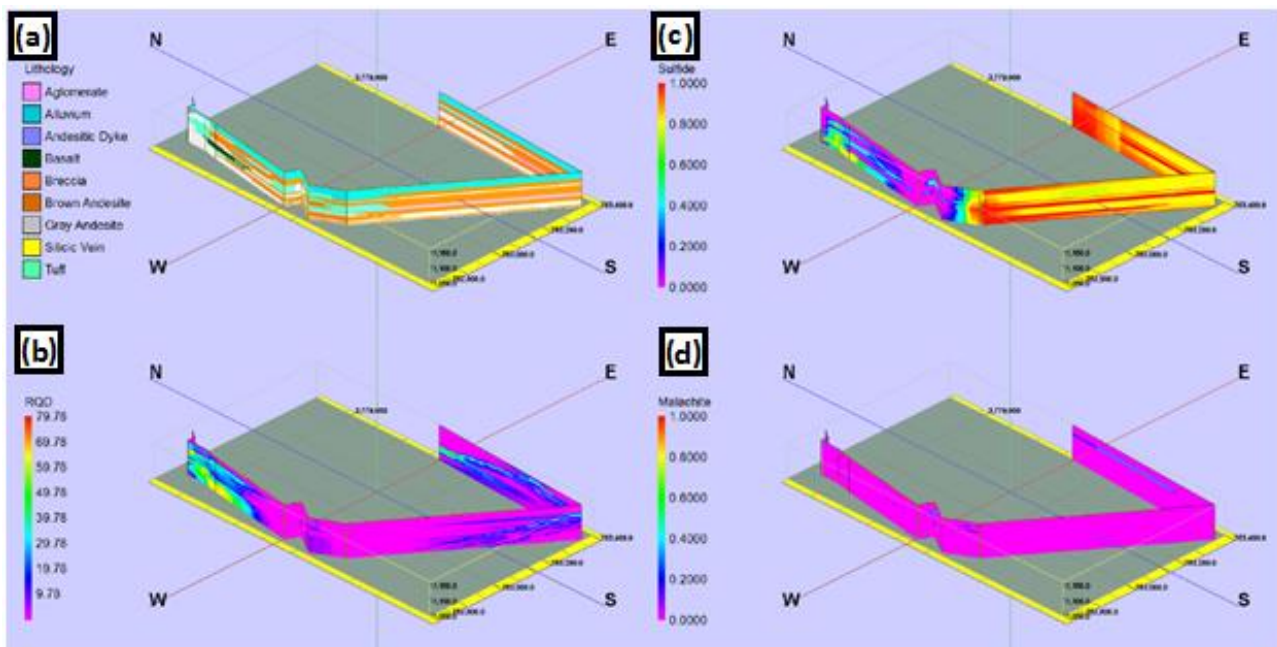 (a)
N
E
Lithology
Aglomerate
Alluvium
Andesitic Dyke
Basalt
Breccia
Brown Andesite
Gray Andesite
Silicic Vein
Tuft
W
S
(c)
N
E
Sulfide
1.0000
0.8000
0.6000
0.4000
0.2000
0.0000
W
S
(b)
N
E
RQD
79.78
69.78
59.78
49.78
39.78
29.78
19.78
9.78
W
S
(d)
N
E
Malachite
1.0000
0.8000
0.6000
0.4000
0.2000
0.0000
W
S